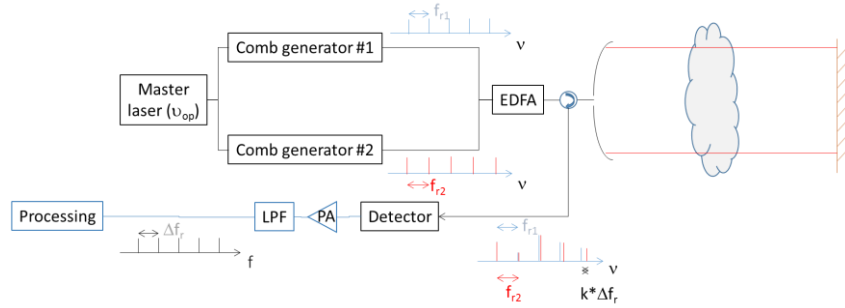 f_r1
ν
Comb generator #1
Master
laser (υ_op)
EDFA
Comb generator #2
f_r2
ν
Processing
LPF
PA
Detector
Δf_r
f
f_r1
ν
f_r2
*
k*Δf_r